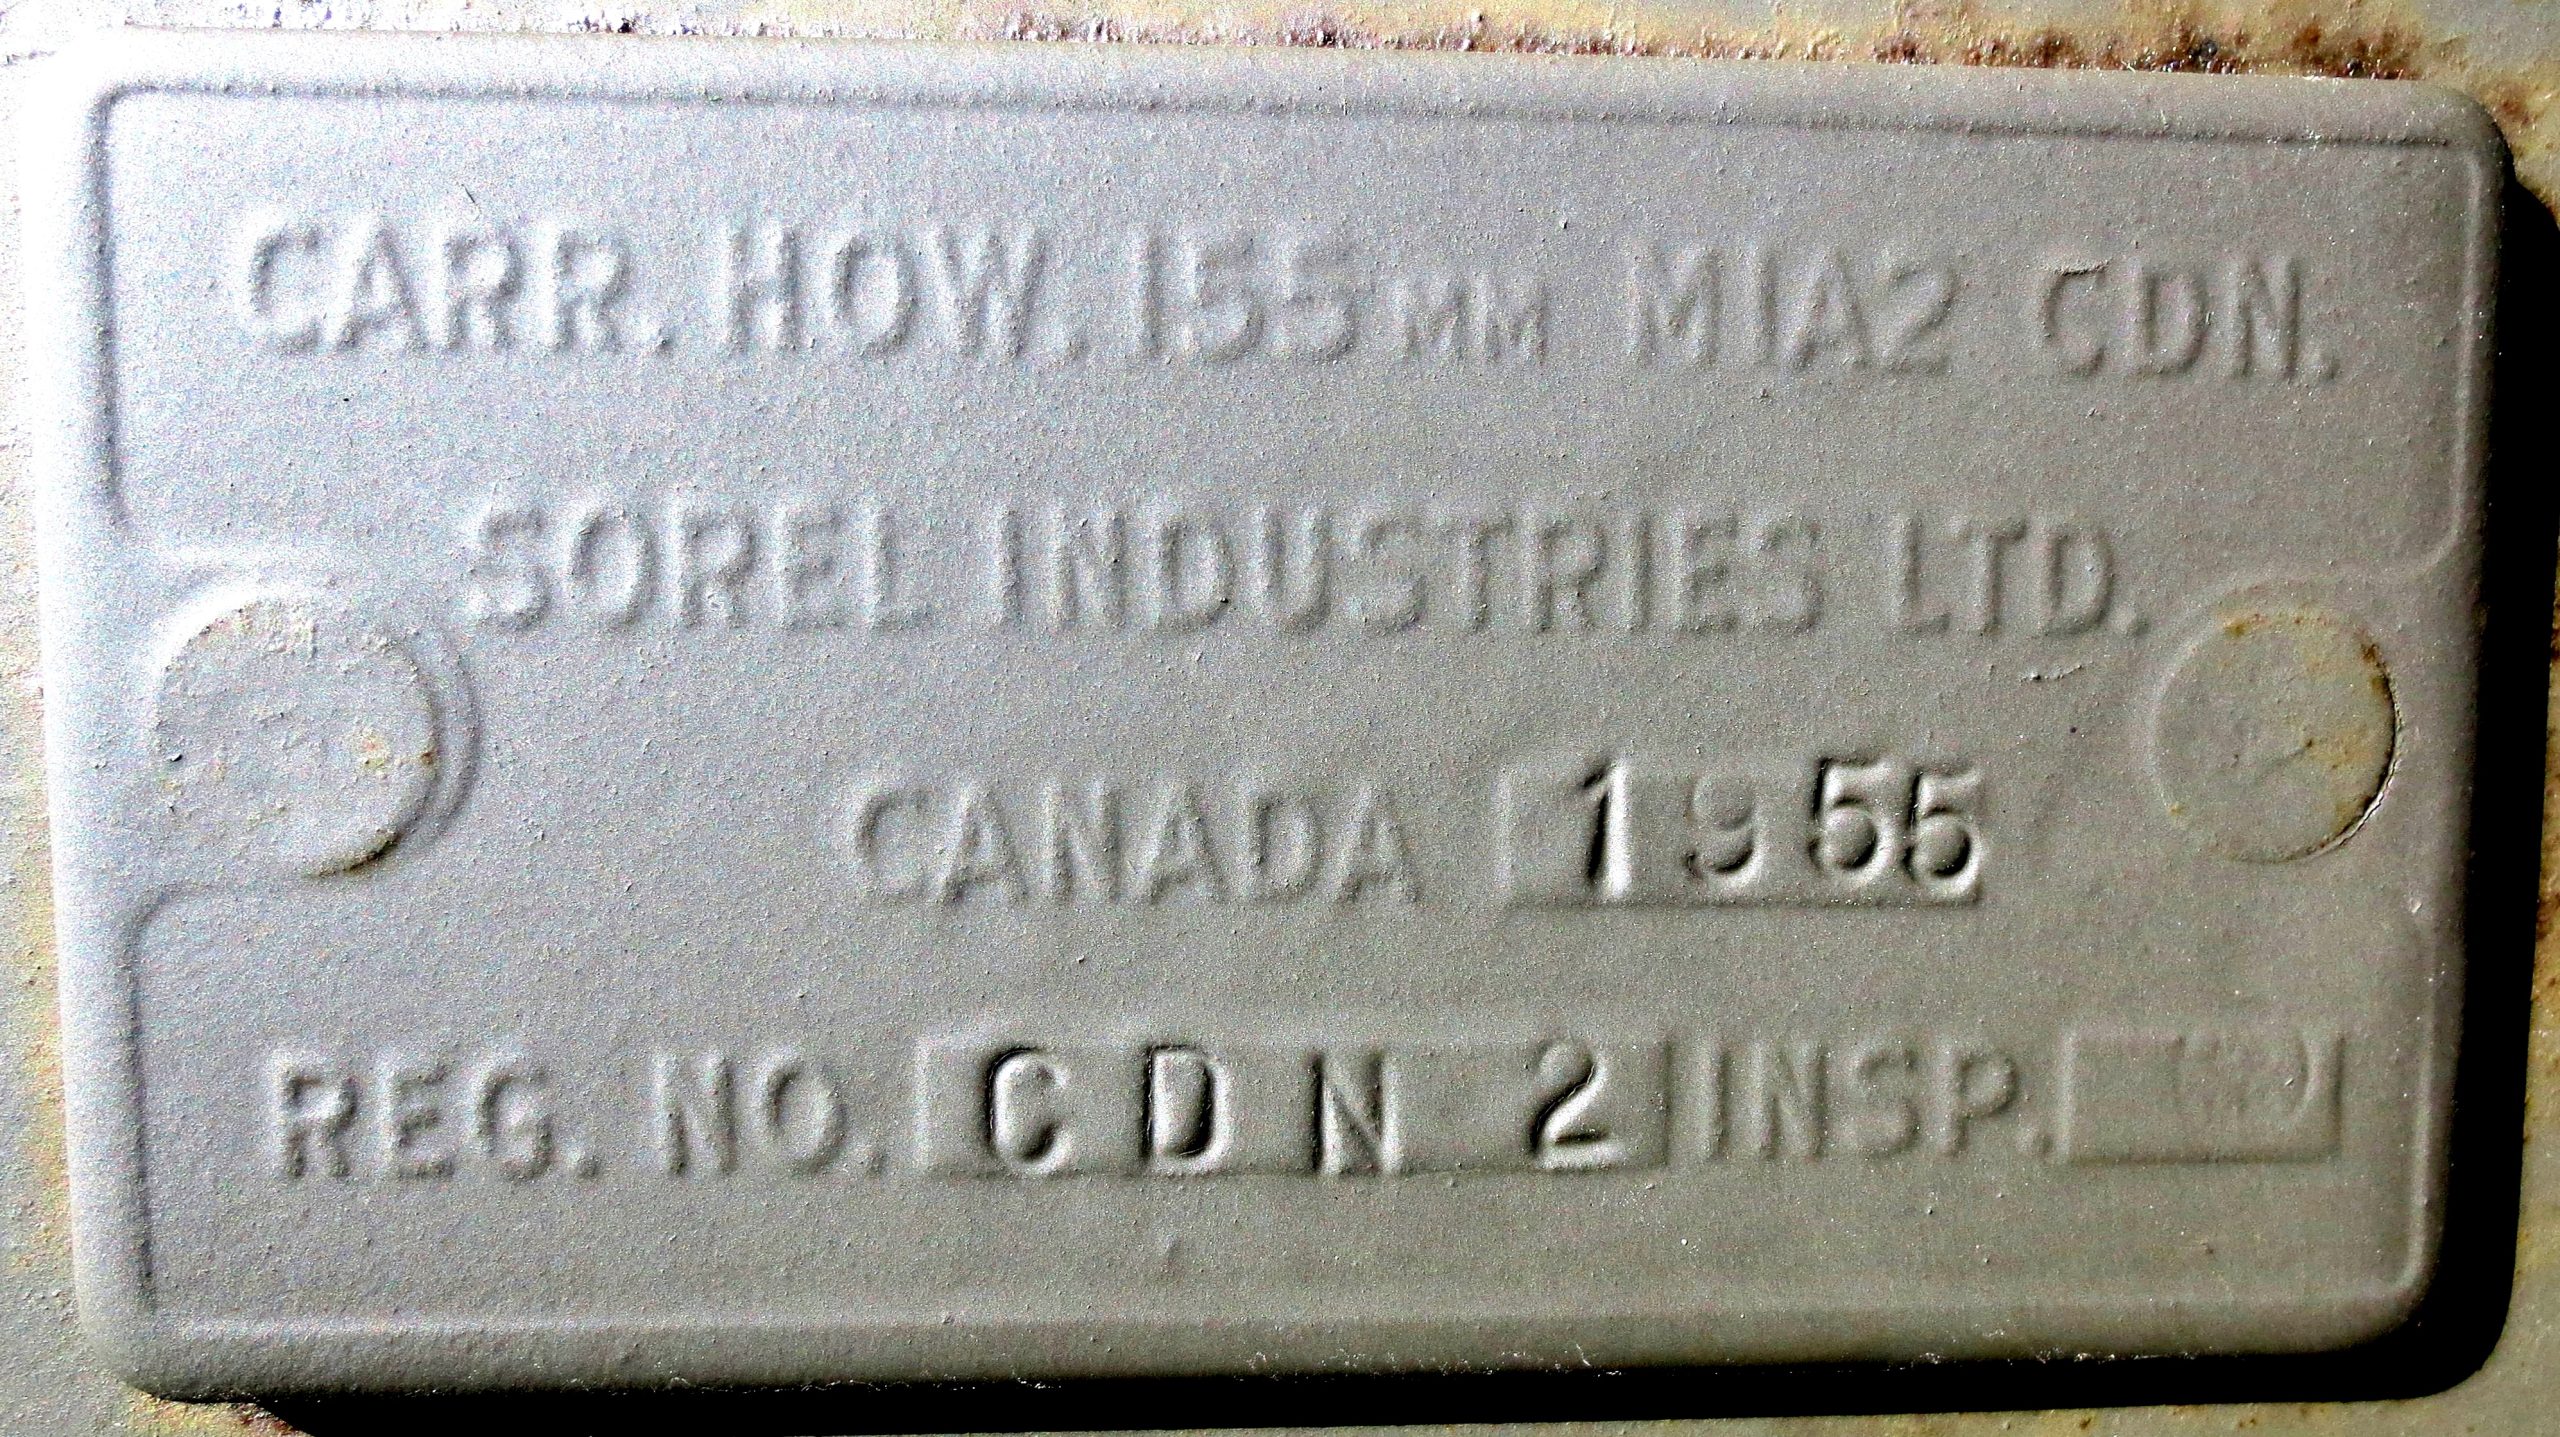 CARR. HOW. 155MM M1A2 CDN.
SOREL INDUSTRIES LTD.
CANADA 1955
REG. NO. CDN 2 INSP.